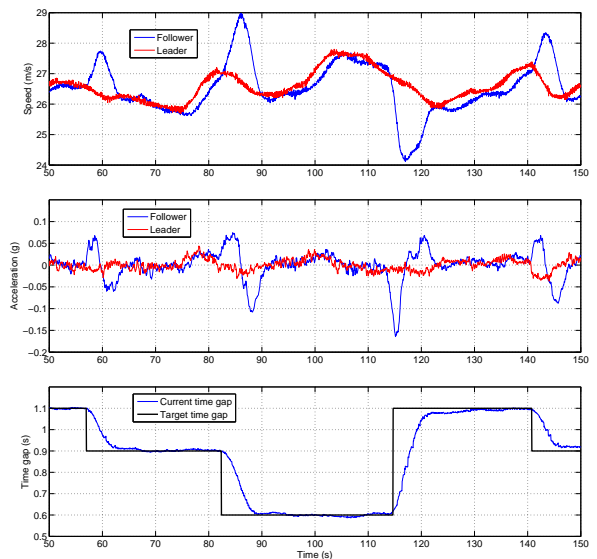 29
28
27
26
25
24
Speed (m/s)
Follower
Leader
50 60 70 80 90 100 110 120 130 140 150
0.1
0.05
0
−0.05
−0.1
−0.15
−0.2
Acceleration (g)
Follower
Leader
50 60 70 80 90 100 110 120 130 140 150
1.1
0.9
0.8
0.6
0.5
Time gap (s)
Current time gap
Target time gap
50 60 70 80 90 100 110 120 130 140 150
Time (s)